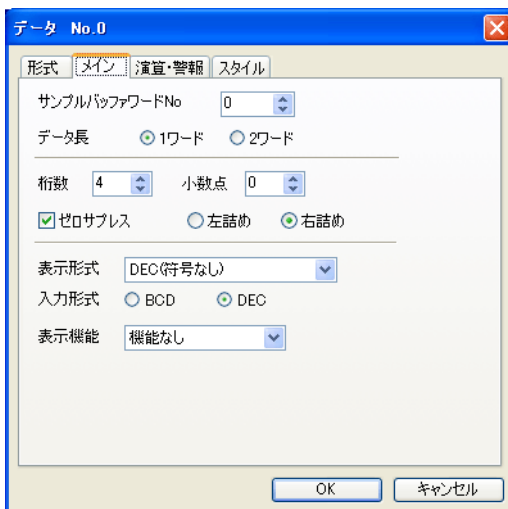 データ No.0
形式 メイン 演算・警報 スタイル
サンプルバッファワードNo 0
データ長 1ワード 2ワード
桁数 4 小数点 0
ゼロサプレス 左詰め 右詰め
表示形式 DEC(符号なし)
入力形式 BCD DEC
表示機能 機能なし
OK キャンセル